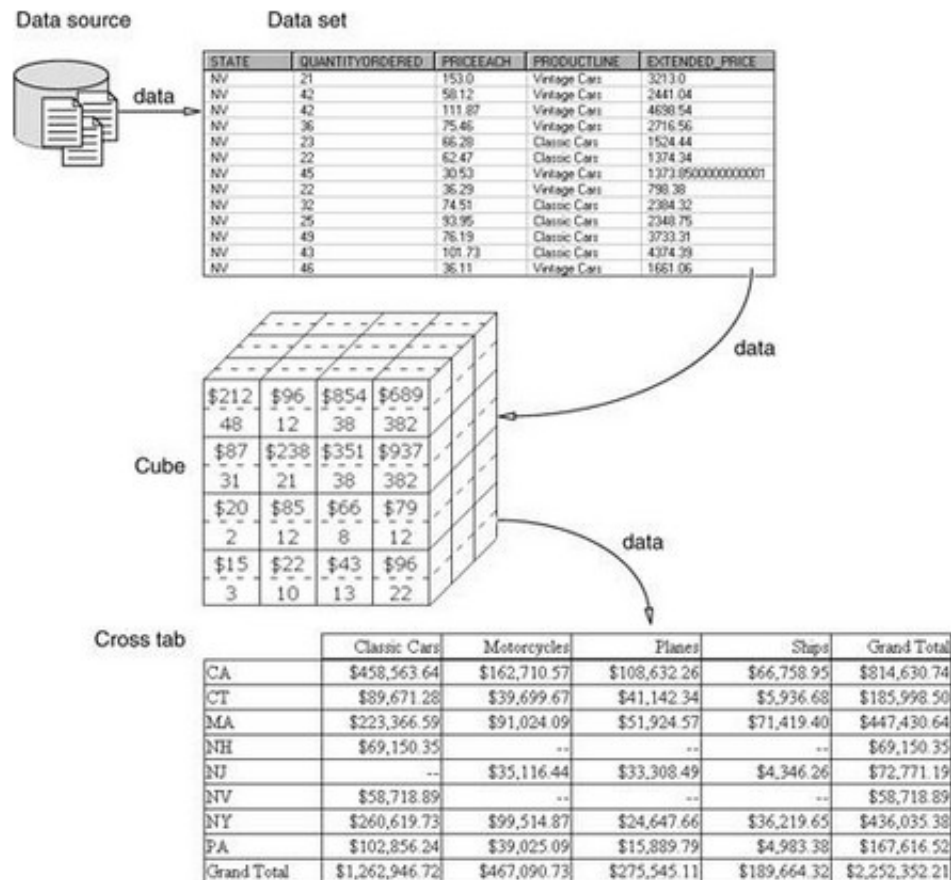 Data source
Data set
data
STATE QUANTITYORDERED PRICEEACH PRODUCTLINE EXTENDED_PRICE
NV 21 153.0 Vintage Cars 3213.0
NV 42 58.12 Vintage Cars 2441.04
NV 42 111.87 Vintage Cars 4698.54
NV 36 75.46 Vintage Cars 2716.56
NV 23 66.28 Classic Cars 1524.44
NV 22 62.47 Classic Cars 1374.34
NV 45 30.53 Vintage Cars 1373.8500000000001
NV 22 36.29 Vintage Cars 798.38
NV 32 74.51 Classic Cars 2384.32
NV 25 93.95 Classic Cars 2348.75
NV 49 76.19 Classic Cars 3733.31
NV 43 101.73 Classic Cars 4374.39
NV 46 36.11 Vintage Cars 1661.06
data
Cube
$212 $96 $854 $689
48 12 38 382
$87 $238 $351 $937
31 21 38 382
$20 $85 $66 $79
2 12 8 12
$15 $22 $43 $96
3 10 13 22
data
Cross tab
Classic Cars Motorcycles Planes Ships Grand Total
CA $458,563.64 $162,710.57 $108,632.26 $66,758.95 $814,630.74
CT $89,671.28 $39,699.67 $41,142.34 $5,936.68 $185,998.50
MA $223,366.59 $91,024.09 $51,924.57 $71,419.40 $447,430.64
NH $69,150.35 -- -- -- $69,150.35
NJ -- $35,116.44 $33,308.49 $4,346.26 $72,771.19
NV $58,718.89 -- -- -- $58,718.89
NY $260,619.73 $99,514.87 $24,647.66 $36,219.65 $436,035.38
PA $102,856.24 $39,025.09 $15,889.79 $4,983.38 $167,616.52
Grand Total $1,262,946.72 $467,090.73 $275,545.11 $189,664.32 $2,252,352.21